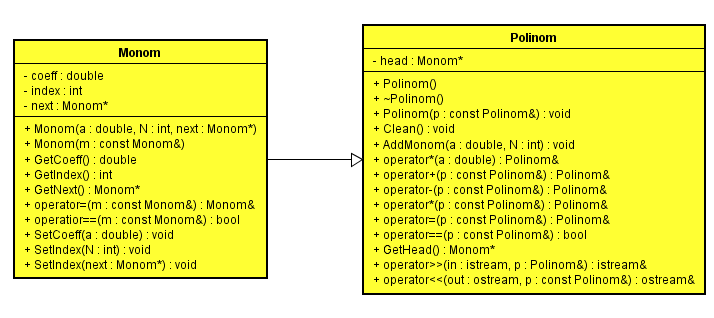 Monom
- coeff : double
- index : int
- next : Monom*
+ Monom(a : double, N : int, next : Monom*)
+ Monom(m : const Monom&)
+ GetCoeff() : double
+ GetIndex() : int
+ GetNext() : Monom*
+ operator=(m : const Monom&) : Monom&
+ operatior==(m : const Monom&) : bool
+ SetCoeff(a : double) : void
+ SetIndex(N : int) : void
+ SetIndex(next : Monom*) : void
Polinom
- head : Monom*
+ Polinom()
+ ~Polinom()
+ Polinom(p : const Polinom&) : void
+ Clean() : void
+ AddMonom(a : double, N : int) : void
+ operator*(a : double) : Polinom&
+ operator+(p : const Polinom&) : Polinom&
+ operator-(p : const Polinom&) : Polinom&
+ operator*(p : const Polinom&) : Polinom&
+ operator=(p : const Polinom&) : Polinom&
+ operator==(p : const Polinom&) : bool
+ GetHead() : Monom*
+ operator>>(in : istream, p : Polinom&) : istream&
+ operator<<(out : ostream, p : const Polinom&) : ostream&